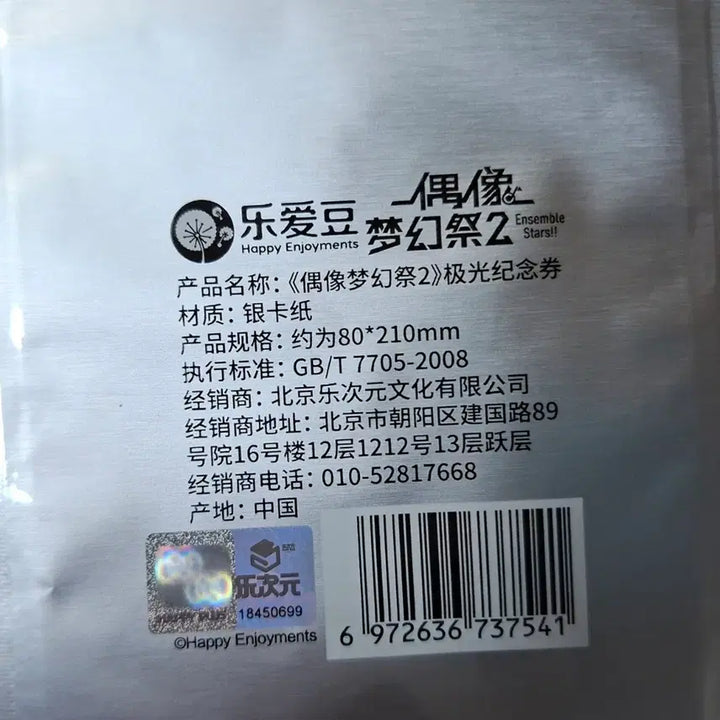 乐爱豆
Happy Enjoyments
偶像
梦幻祭2
Ensemble
Stars!!
产品名称：《偶像梦幻祭2》极光纪念券
材质：银卡纸
产品规格：约为80*210mm
执行标准：GB/T 7705-2008
经销商：北京乐次元文化有限公司
经销商地址：北京市朝阳区建国路89
号院16号楼12层1212号13层跃层
经销商电话：010-52817668
产地：中国
乐次元
18450699
©Happy Enjoyments
6 972636 737541